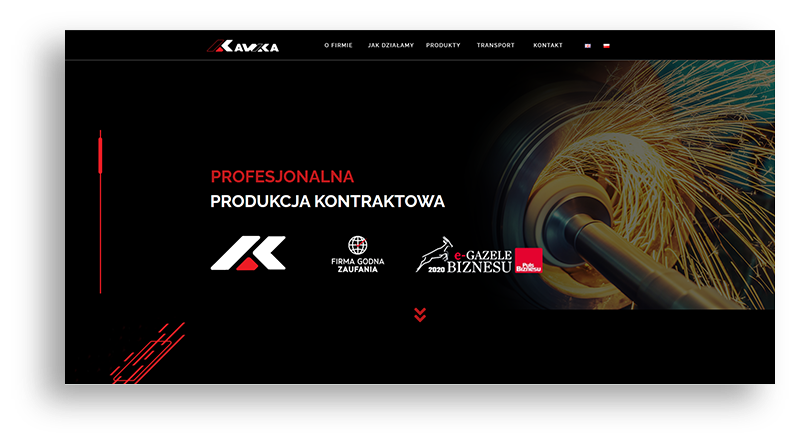 KAWKA
O FIRMIE JAK DZIAŁAMY PRODUKTY TRANSPORT KONTAKT
PROFESJONALNA
PRODUKCJA KONTRAKTOWA
FIRMA GODNA
ZAUFANIA
2020 e-GAZELE
BIZNESU
Puls
Biznesu